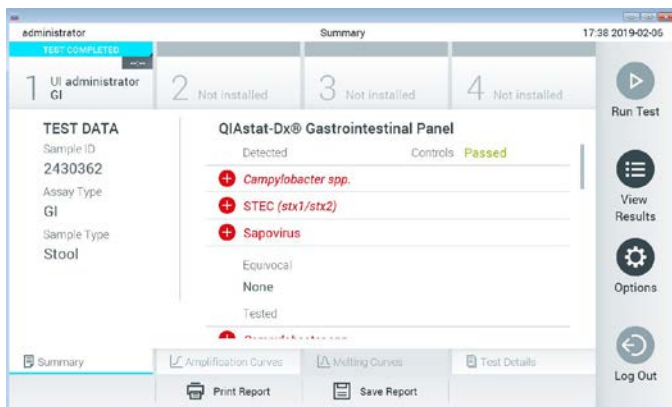 administrator
Summary
17:38 2019-02-06
TEST COMPLETED
1 UI administrator
GI
2 Not installed
3 Not installed
4 Not installed
Run Test
View
Results
Options
Log Out
TEST DATA
Sample ID
2430362
Assay Type
GI
Sample Type
Stool
QIAstat-Dx® Gastrointestinal Panel
Detected
Controls Passed
Campylobacter spp.
STEC (stx1/stx2)
Sapovirus
Equivocal
None
Tested
Summary
Amplification Curves
Melting Curves
Test Details
Print Report
Save Report